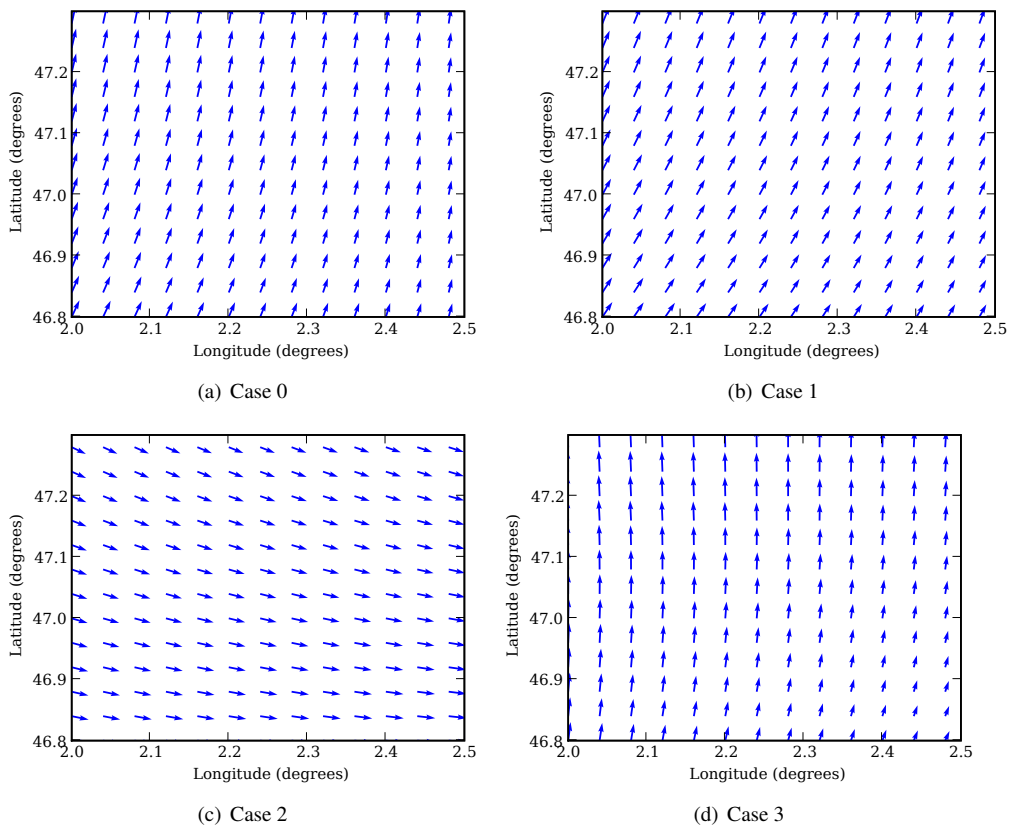 47.2
47.1
47.0
46.9
46.8
Latitude (degrees)
2.0 2.1 2.2 2.3 2.4 2.5
Longitude (degrees)
(a) Case 0
47.2
47.1
47.0
46.9
46.8
Latitude (degrees)
2.0 2.1 2.2 2.3 2.4 2.5
Longitude (degrees)
(b) Case 1
47.2
47.1
47.0
46.9
46.8
Latitude (degrees)
2.0 2.1 2.2 2.3 2.4 2.5
Longitude (degrees)
(c) Case 2
47.2
47.1
47.0
46.9
46.8
Latitude (degrees)
2.0 2.1 2.2 2.3 2.4 2.5
Longitude (degrees)
(d) Case 3